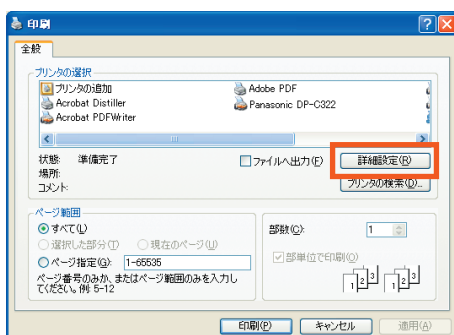 印刷
全般
プリンタの選択
プリンタの追加
Adobe PDF
Acrobat Distiller
Panasonic DP-C322
Acrobat PDFWriter
状態: 準備完了
ファイルへ出力(F)
詳細設定(R)
場所:
コメント:
プリンタの検索(D)...
ページ範囲
すべて(L)
選択した部分(T)
現在のページ(U)
ページ指定(G): 1-65535
ページ番号のみか、またはページ範囲のみを入力し
てください。例: 5-12
部数(C): 1
部単位で印刷(O)
1 2 3 1 2 3
印刷(P)
キャンセル
適用(A)